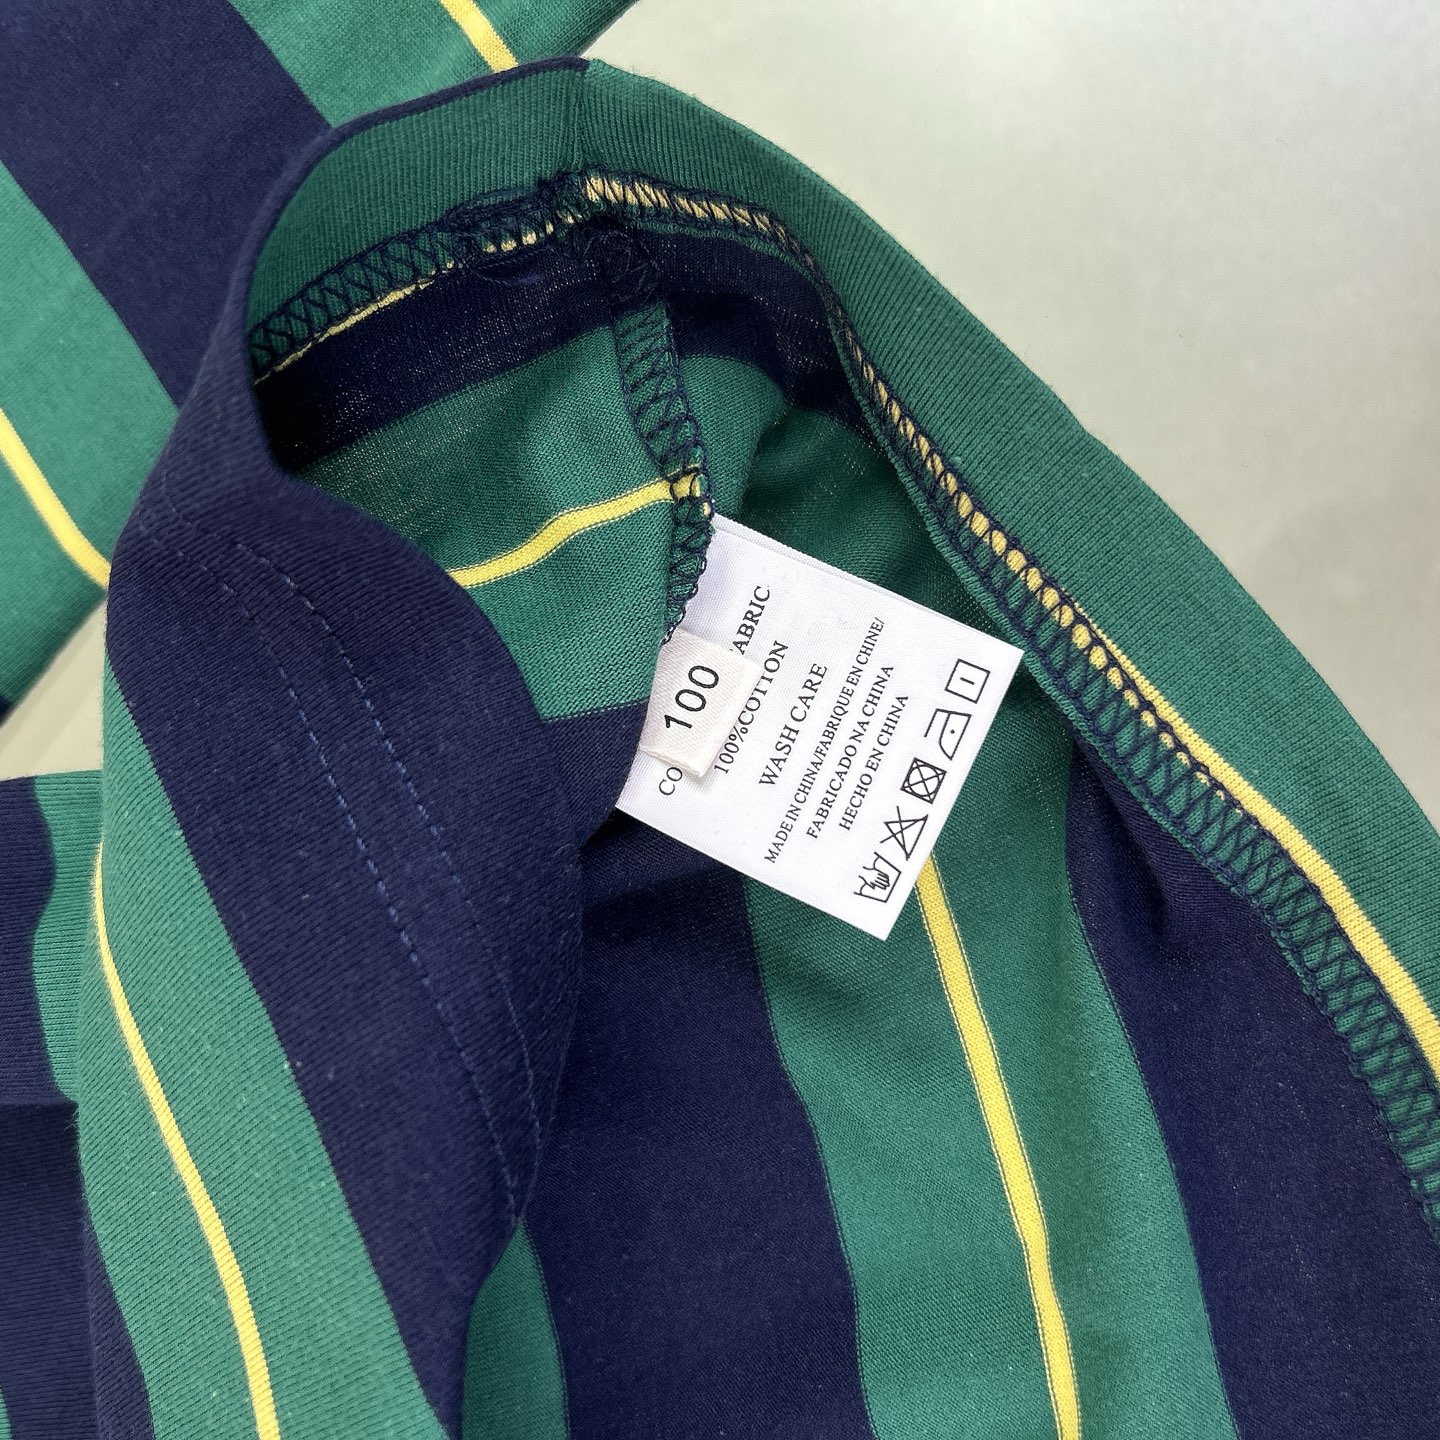 100
ABRIC
CO
100%COTTON
WASH CARE
MADE IN CHINA/FABRIQUE EN CHINE/
FABRICADO NA CHINA
HECHO EN CHINA